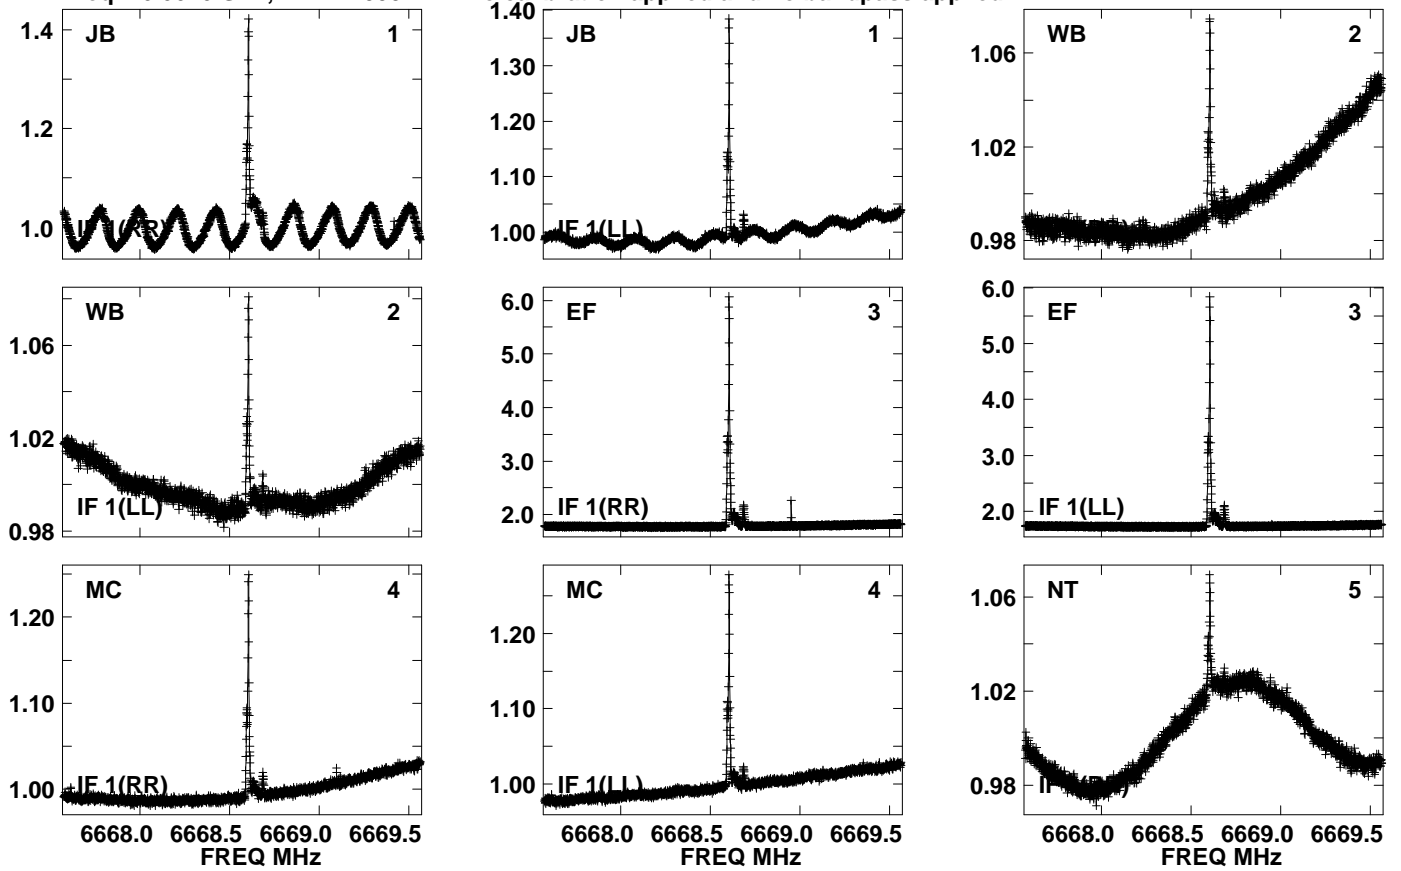 JB 1
1.4
1.2
1.0
IF 1(RR)
JB 1
1.40
1.30
1.20
1.10
1.00
IF 1(LL)
WB 2
1.06
1.02
0.98
WB 2
1.06
1.02
0.98
IF 1(LL)
EF 3
6.0
5.0
4.0
3.0
2.0
IF 1(RR)
EF 3
6.0
5.0
4.0
3.0
2.0
IF 1(LL)
MC 4
1.20
1.10
1.00
IF 1(RR)
6668.0 6668.5 6669.0 6669.5
FREQ MHz
MC 4
1.20
1.10
1.00
IF 1(LL)
6668.0 6668.5 6669.0 6669.5
FREQ MHz
NT 5
1.06
1.02
0.98
6668.0 6668.5 6669.0 6669.5
FREQ MHz